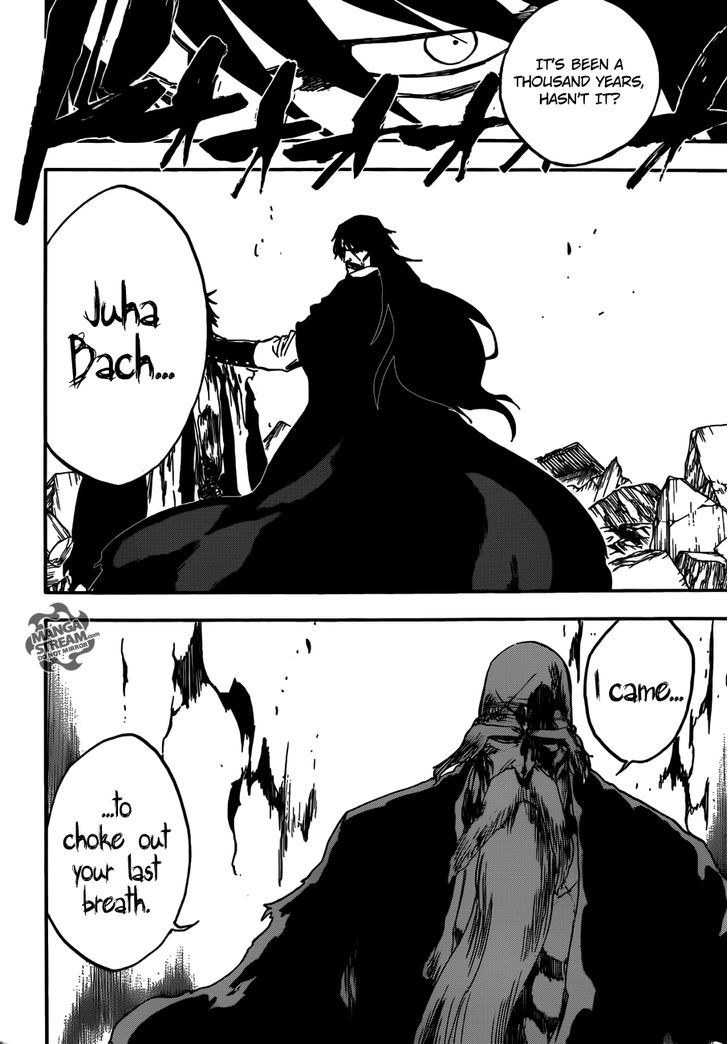 IT'S BEEN A
THOUSAND YEARS,
HASN'T IT?
Juha
Bach...
I came...
...to
choke out
your last
breath.
MANGA
STREAM.com
DO NOT MIRROR